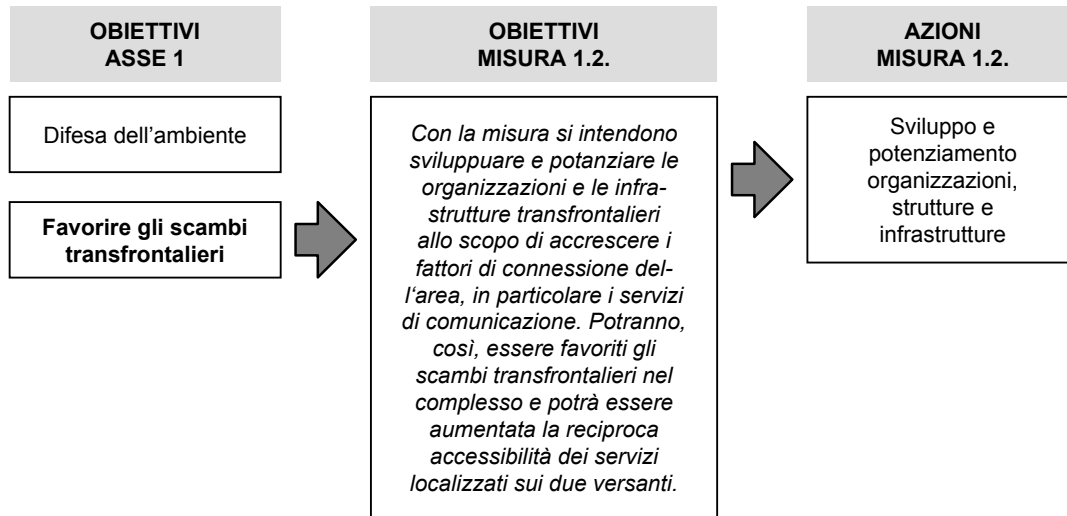 OBIETTIVI
ASSE 1
OBIETTIVI
MISURA 1.2.
AZIONI
MISURA 1.2.
Difesa dell’ambiente
Favorire gli scambi
transfrontalieri
Con la misura si intendono
sviluppuare e potanziare le
organizzazioni e le infra-
strutture transfrontalieri
allo scopo di accrescere i
fattori di connessione del-
l‘area, in particolare i servizi
di comunicazione. Potranno,
così, essere favoriti gli
scambi transfrontalieri nel
complesso e potrà essere
aumentata la reciproca
accessibilità dei servizi
localizzati sui due versanti.
Sviluppo e
potenziamento
organizzazioni,
strutture e
infrastrutture